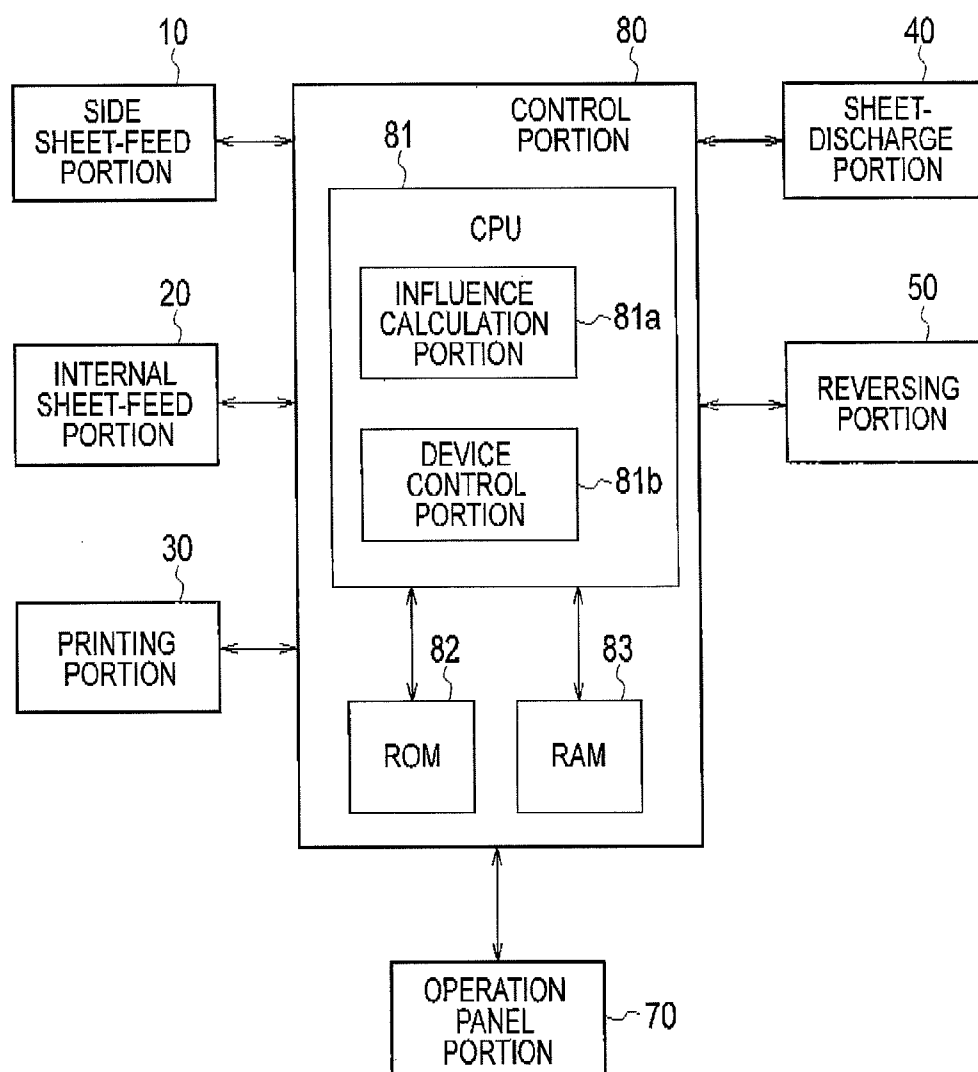 10
SIDE
SHEET-FEED
PORTION
80
CONTROL
PORTION
40
SHEET-
DISCHARGE
PORTION
81
CPU
INFLUENCE
CALCULATION
PORTION
81a
20
INTERNAL
SHEET-FEED
PORTION
50
REVERSING
PORTION
DEVICE
CONTROL
PORTION
81b
30
PRINTING
PORTION
82
ROM
83
RAM
OPERATION
PANEL
PORTION
70